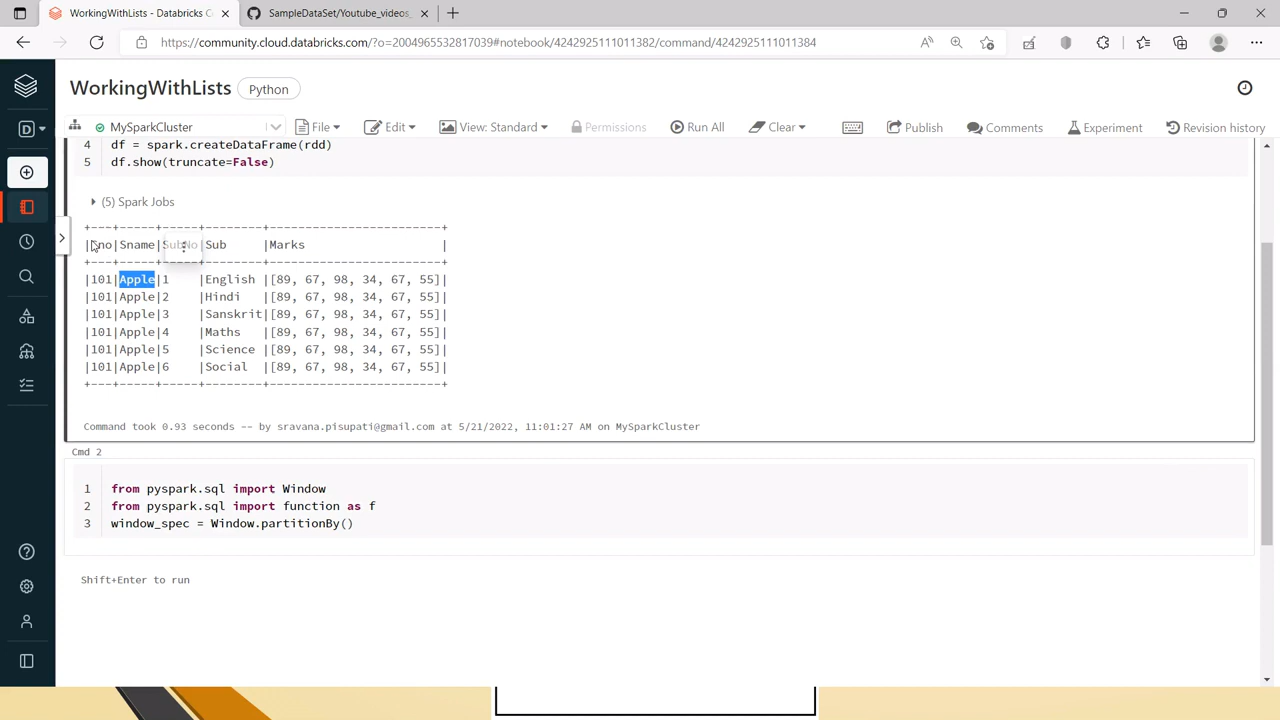 WorkingWithLists - Databricks C
SampleDataSet/Youtube_videos_
https://community.cloud.databricks.com/?o=2004965532817039#notebook/4242925111011382/command/4242925111011384
WorkingWithLists Python
D MySparkCluster File Edit View: Standard Permissions Run All Clear Publish Comments Experiment Revision history
4 df = spark.createDataFrame(rdd)
5 df.show(truncate=False)
(5) Spark Jobs
+---+-----+-----+--------+------------------------+
|Sno|Sname|SubNo|Sub |Marks |
+---+-----+-----+--------+------------------------+
|101|Apple|1 |English |[89, 67, 98, 34, 67, 55]|
|101|Apple|2 |Hindi |[89, 67, 98, 34, 67, 55]|
|101|Apple|3 |Sanskrit|[89, 67, 98, 34, 67, 55]|
|101|Apple|4 |Maths |[89, 67, 98, 34, 67, 55]|
|101|Apple|5 |Science |[89, 67, 98, 34, 67, 55]|
|101|Apple|6 |Social |[89, 67, 98, 34, 67, 55]|
+---+-----+-----+--------+------------------------+
Command took 0.93 seconds -- by sravana.pisupati@gmail.com at 5/21/2022, 11:01:27 AM on MySparkCluster
Cmd 2
1 from pyspark.sql import Window
2 from pyspark.sql import function as f
3 window_spec = Window.partitionBy()
Shift+Enter to run